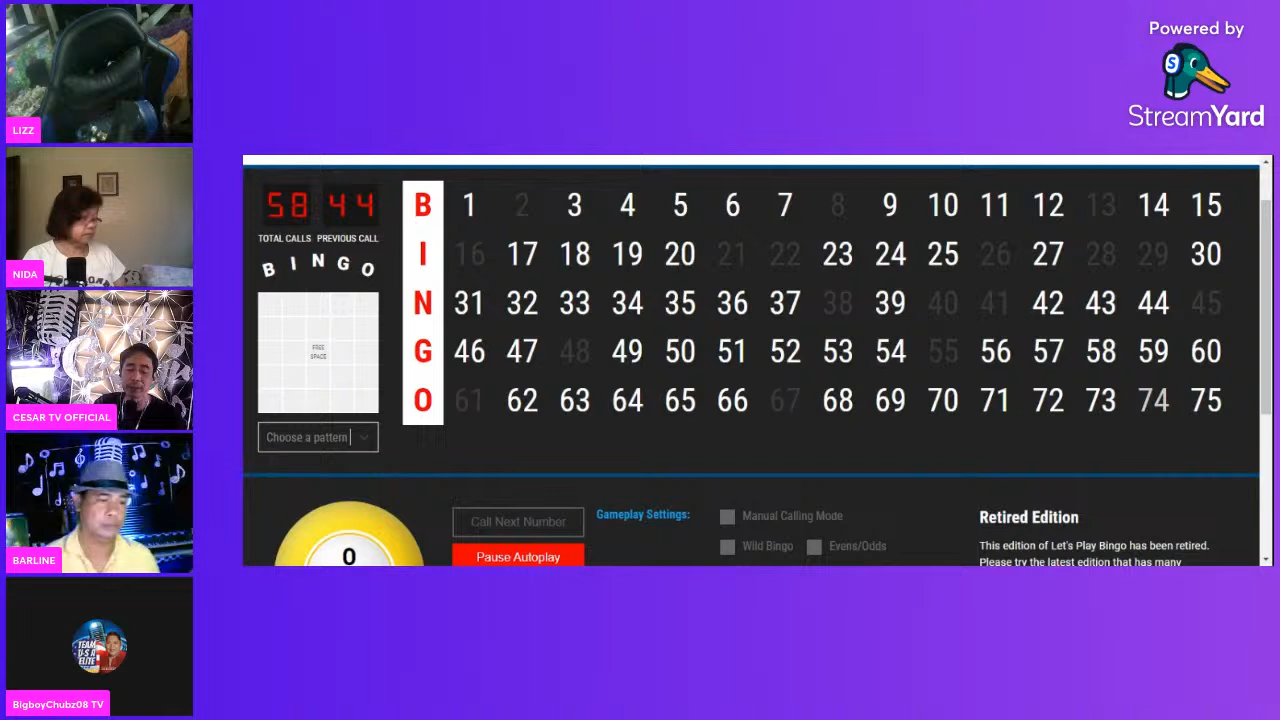 Powered by
StreamYard
LIZZ
NIDA
CESAR TV OFFICIAL
BARLINE
TEAM
U-S A
ELITE
BigboyChubz08 TV
58 44
TOTAL CALLS PREVIOUS CALL
B I N G O
FREE
SPACE
Choose a pattern
B 1 2 3 4 5 6 7 8 9 10 11 12 13 14 15
I 16 17 18 19 20 21 22 23 24 25 26 27 28 29 30
N 31 32 33 34 35 36 37 38 39 40 41 42 43 44 45
G 46 47 48 49 50 51 52 53 54 55 56 57 58 59 60
O 61 62 63 64 65 66 67 68 69 70 71 72 73 74 75
O
Call Next Number
Pause Autoplay
Gameplay Settings:
Manual Calling Mode
Wild Bingo Evens/Odds
Retired Edition
This edition of Let's Play Bingo has been retired.
Please try the latest edition that has many